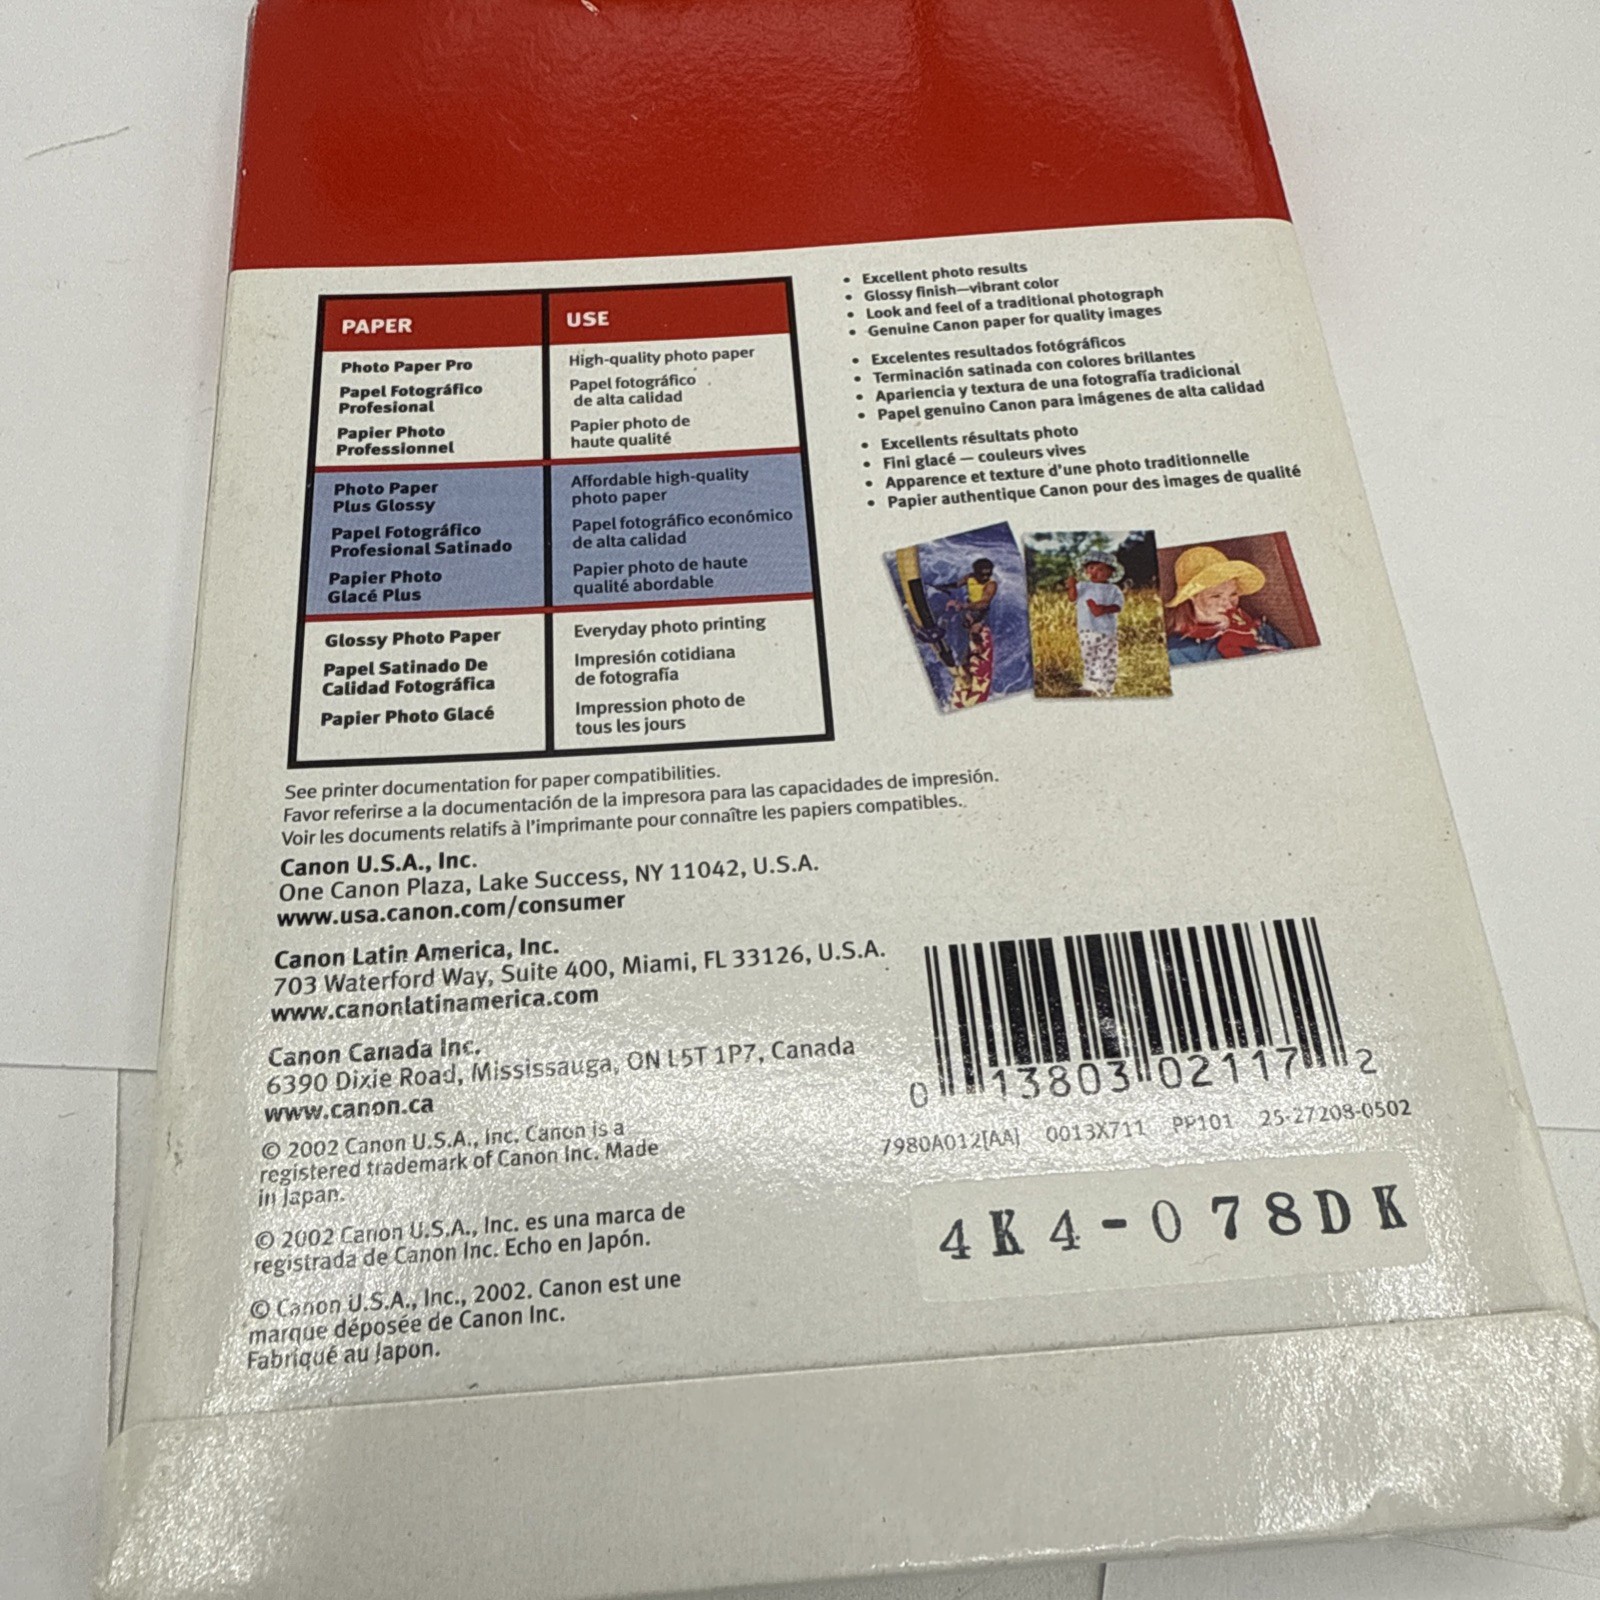 PAPER
USE
Photo Paper Pro
High-quality photo paper
Papel Fotográfico
Profesional
Papel fotográfico
de alta calidad
Papier Photo
Professionnel
Papier photo de
haute qualité
Photo Paper
Plus Glossy
Affordable high-quality
photo paper
Papel Fotográfico
Profesional Satinado
Papel fotográfico económico
de alta calidad
Papier Photo
Glacé Plus
Papier photo de haute
qualité abordable
Glossy Photo Paper
Everyday photo printing
Papel Satinado De
Calidad Fotográfica
Impresión cotidiana
de fotografía
Papier Photo Glacé
Impression photo de
tous les jours
• Excellent photo results
• Glossy finish—vibrant color
• Look and feel of a traditional photograph
• Genuine Canon paper for quality images
• Excelentes resultados fotógráficos
• Terminación satinada con colores brillantes
• Apariencia y textura de una fotografía tradicional
• Papel genuino Canon para imágenes de alta calidad
• Excellents résultats photo
• Fini glacé — couleurs vives
• Apparence et texture d'une photo traditionnelle
• Papier authentique Canon pour des images de qualité
See printer documentation for paper compatibilities.
Favor referirse a la documentación de la impresora para las capacidades de impresión.
Voir les documents relatifs à l'imprimante pour connaître les papiers compatibles.
Canon U.S.A., Inc.
One Canon Plaza, Lake Success, NY 11042, U.S.A.
www.usa.canon.com/consumer
Canon Latin America, Inc.
703 Waterford Way, Suite 400, Miami, FL 33126, U.S.A.
www.canonlatinamerica.com
Canon Canada Inc.
6390 Dixie Road, Mississauga, ON L5T 1P7, Canada
www.canon.ca
© 2002 Canon U.S.A., Inc. Canon is a
registered trademark of Canon Inc. Made
in Japan.
© 2002 Canon U.S.A., Inc. es una marca de
registrada de Canon Inc. Echo en Japón.
© Canon U.S.A., Inc., 2002. Canon est une
marque déposée de Canon Inc.
Fabriqué au Japon.
0 13803 02117 2
7980A012[AA] 0013X711 PP101 25-27208-0502
4K4-078DK